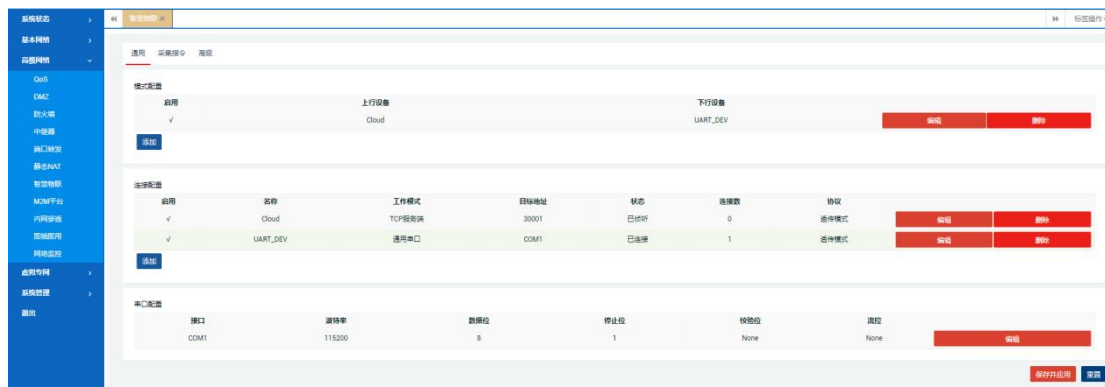 系统状态
智慧物联
标签操作
基本网络
高级网络
通用 采集指令 高级
QoS
DMZ
防火墙
中继器
端口转发
静态NAT
智慧物联
M2M平台
内网穿透
即插即用
网络监控
虚拟专网
系统管理
退出
模式配置
启用 上行设备 下行设备
√ Cloud UART_DEV 编辑 删除
添加
连接配置
启用 名称 工作模式 目标地址 状态 连接数 协议
√ Cloud TCP服务端 30001 已侦听 0 透传模式 编辑 删除
√ UART_DEV 通用串口 COM1 已连接 1 透传模式 编辑 删除
添加
串口配置
接口 波特率 数据位 停止位 校验位 流控
COM1 115200 8 1 None None 编辑
保存并应用 重置